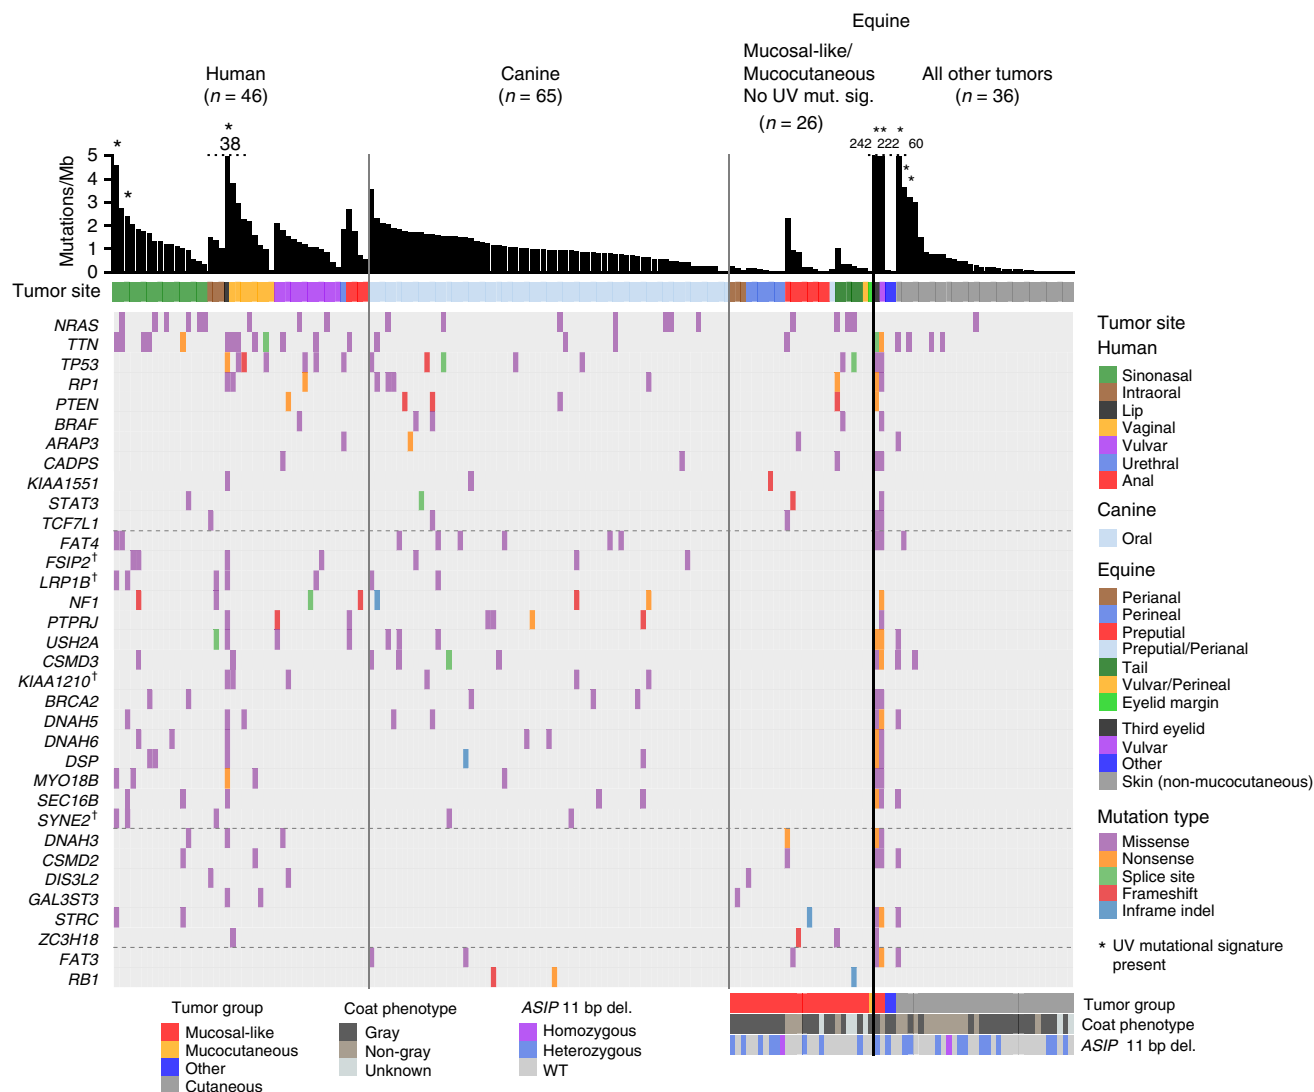 Equine
Human
(n = 46)
Canine
(n = 65)
Mucosal-like/
Mucocutaneous
No UV mut. sig.
(n = 26)
All other tumors
(n = 36)
* * 38 ** * 242 222 60
* * *
Mutations/Mb
5
4
3
2
1
0
Tumor site
NRAS
TTN
TP53
RP1
PTEN
BRAF
ARAP3
CADPS
KIAA1551
STAT3
TCF7L1
FAT4
FSIP2†
LRP1B†
NF1
PTPRJ
USH2A
CSMD3
KIAA1210†
BRCA2
DNAH5
DNAH6
DSP
MYO18B
SEC16B
SYNE2†
DNAH3
CSMD2
DIS3L2
GAL3ST3
STRC
ZC3H18
FAT3
RB1
Tumor site
Human
Sinonasal
Intraoral
Lip
Vaginal
Vulvar
Urethral
Anal
Canine
Oral
Equine
Perianal
Perineal
Preputial
Preputial/Perianal
Tail
Vulvar/Perineal
Eyelid margin
Third eyelid
Vulvar
Other
Skin (non-mucocutaneous)
Mutation type
Missense
Nonsense
Splice site
Frameshift
Inframe indel
* UV mutational signature
present
Tumor group
Coat phenotype
ASIP 11 bp del.
Tumor group
Mucosal-like
Mucocutaneous
Other
Cutaneous
Coat phenotype
Gray
Non-gray
Unknown
ASIP 11 bp del.
Homozygous
Heterozygous
WT